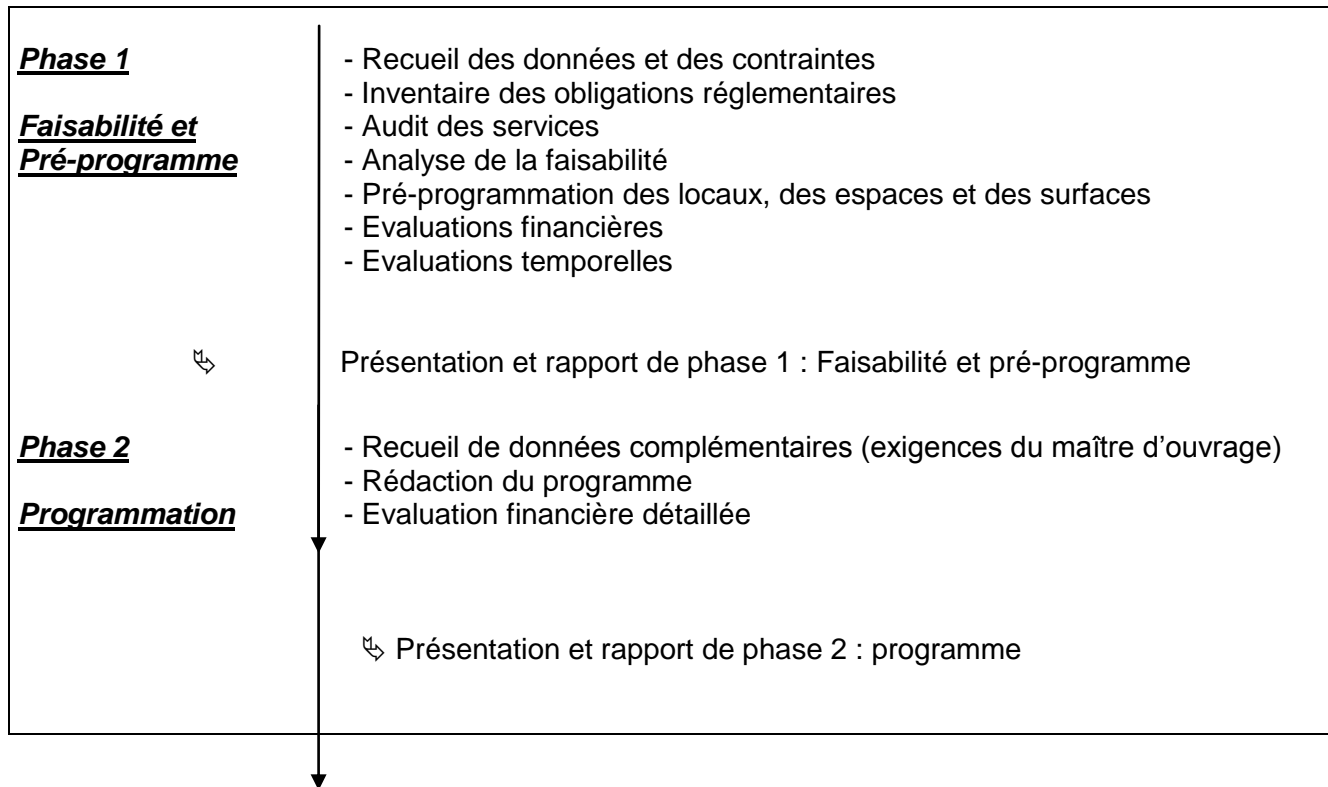 Phase 1
- Recueil des données et des contraintes
- Inventaire des obligations réglementaires
Faisabilité et
- Audit des services
Pré-programme
- Analyse de la faisabilité
- Pré-programmation des locaux, des espaces et des surfaces
- Evaluations financières
- Evaluations temporelles
Présentation et rapport de phase 1 : Faisabilité et pré-programme
Phase 2
- Recueil de données complémentaires (exigences du maître d’ouvrage)
- Rédaction du programme
Programmation
- Evaluation financière détaillée
Présentation et rapport de phase 2 : programme